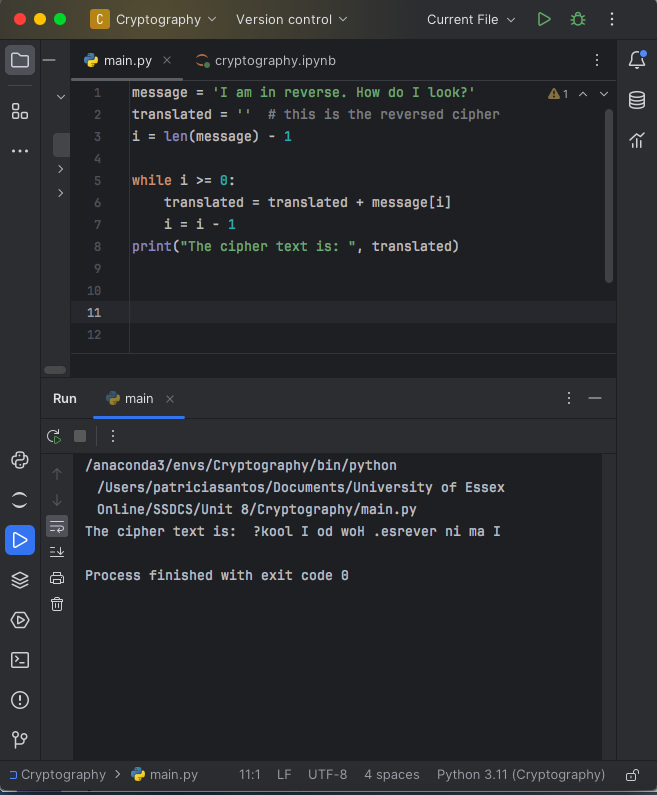 C Cryptography Version control Current File
main.py cryptography.ipynb
1 message = 'I am in reverse. How do I look?' 1
2 translated = ''  # this is the reversed cipher
3 i = len(message) - 1
4
5 while i >= 0:
6     translated = translated + message[i]
7     i = i - 1
8 print("The cipher text is: ", translated)
9
10
11
12
Run main
/anaconda3/envs/Cryptography/bin/python
/Users/patriciasantos/Documents/University of Essex
Online/SSDCS/Unit 8/Cryptography/main.py
The cipher text is:  ?kool I od woH .esrever ni ma I
Process finished with exit code 0
Cryptography > main.py 11:1 LF UTF-8 4 spaces Python 3.11 (Cryptography)